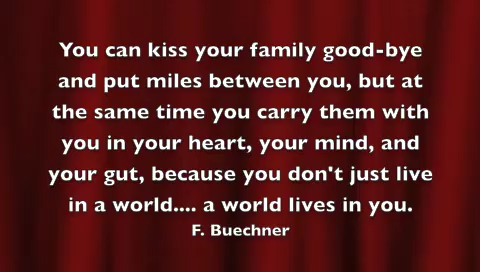 You can kiss your family good-bye
and put miles between you, but at
the same time you carry them with
you in your heart, your mind, and
your gut, because you don't just live
in a world.... a world lives in you.
F. Buechner